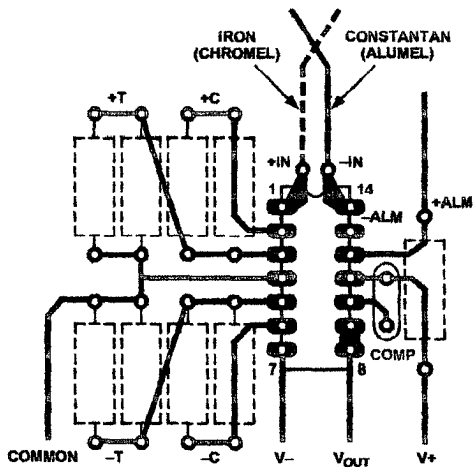 IRON
(CHROMEL)
CONSTANTAN
(ALUMEL)
+T
+C
+IN
–IN
1
14
–ALM
+ALM
COMP
7
8
COMMON
–T
–C
V–
VOUT
V+